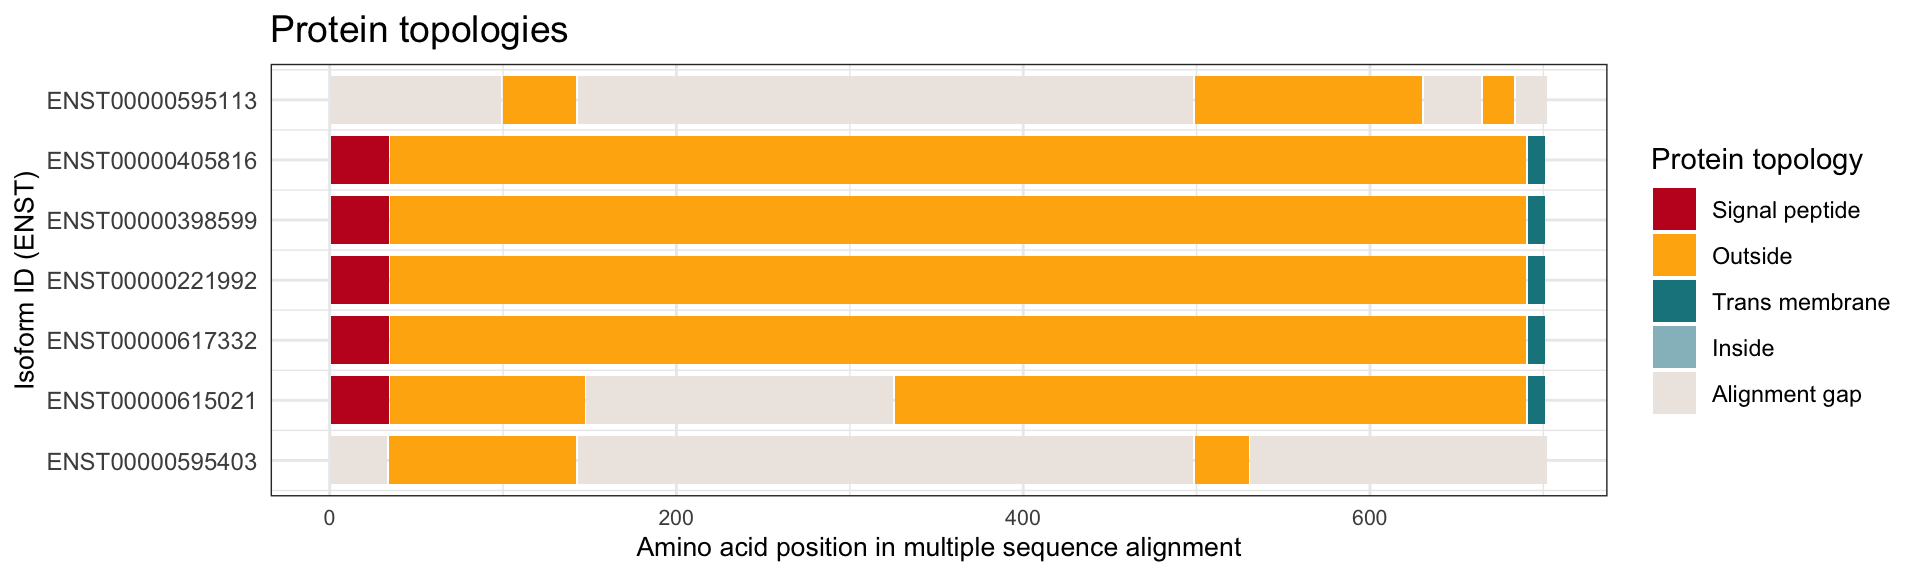 Protein topologies
Isoform ID (ENST)
ENST00000595113
ENST00000405816
ENST00000398599
ENST00000221992
ENST00000617332
ENST00000615021
ENST00000595403
0 200 400 600
Amino acid position in multiple sequence alignment
Protein topology
Signal peptide
Outside
Trans membrane
Inside
Alignment gap